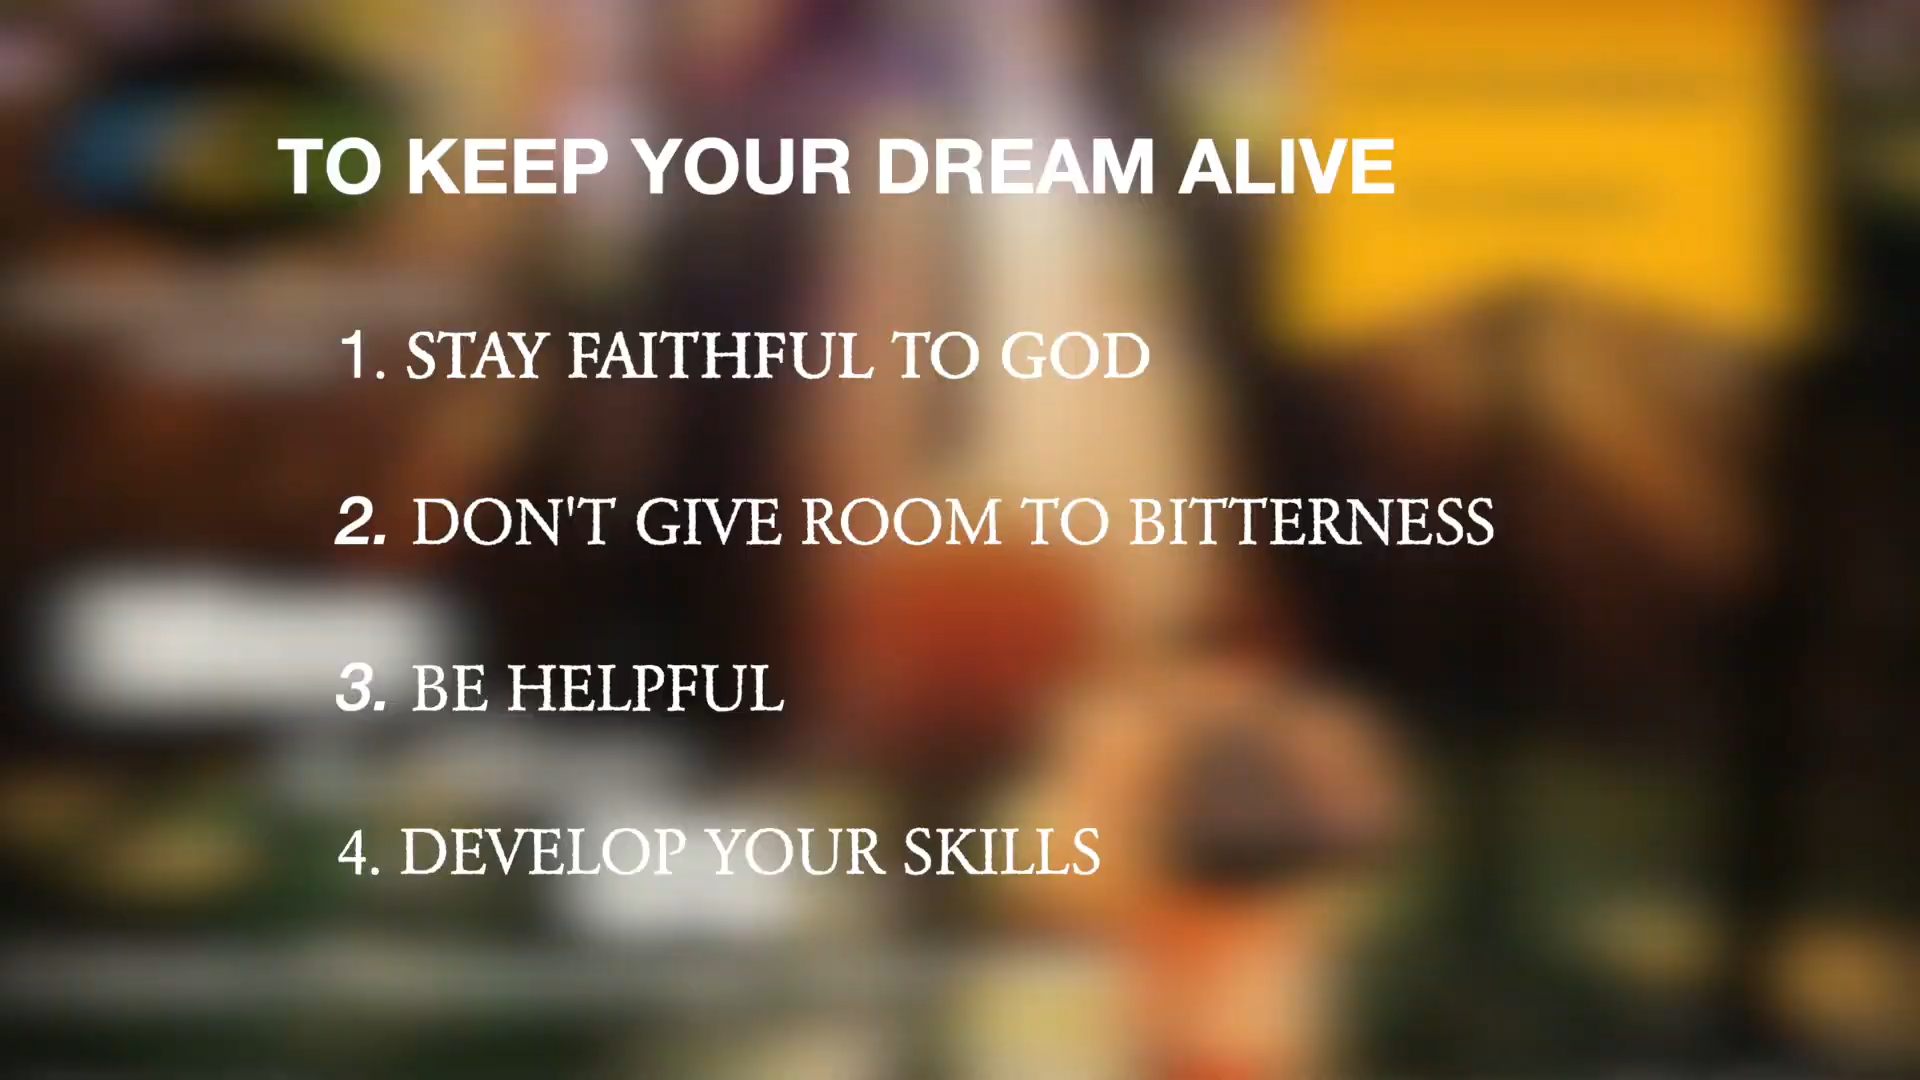 TO KEEP YOUR DREAM ALIVE
1. STAY FAITHFUL TO GOD
2. DON'T GIVE ROOM TO BITTERNESS
3. BE HELPFUL
4. DEVELOP YOUR SKILLS